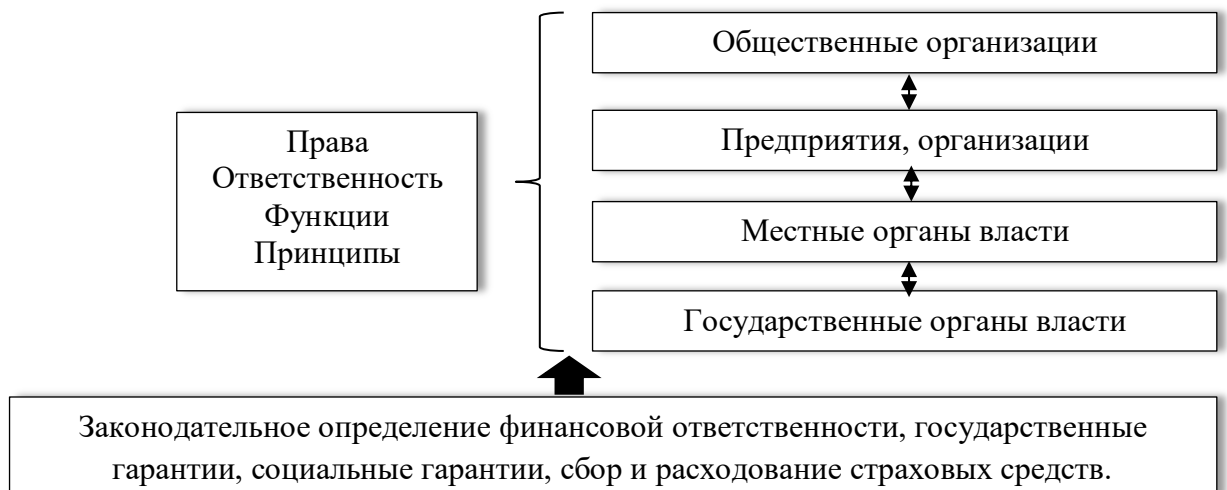 Общественные организации
Права
Ответственность
Функции
Принципы
Предприятия, организации
Местные органы власти
Государственные органы власти
Законодательное определение финансовой ответственности, государственные
гарантии, социальные гарантии, сбор и расходование страховых средств.